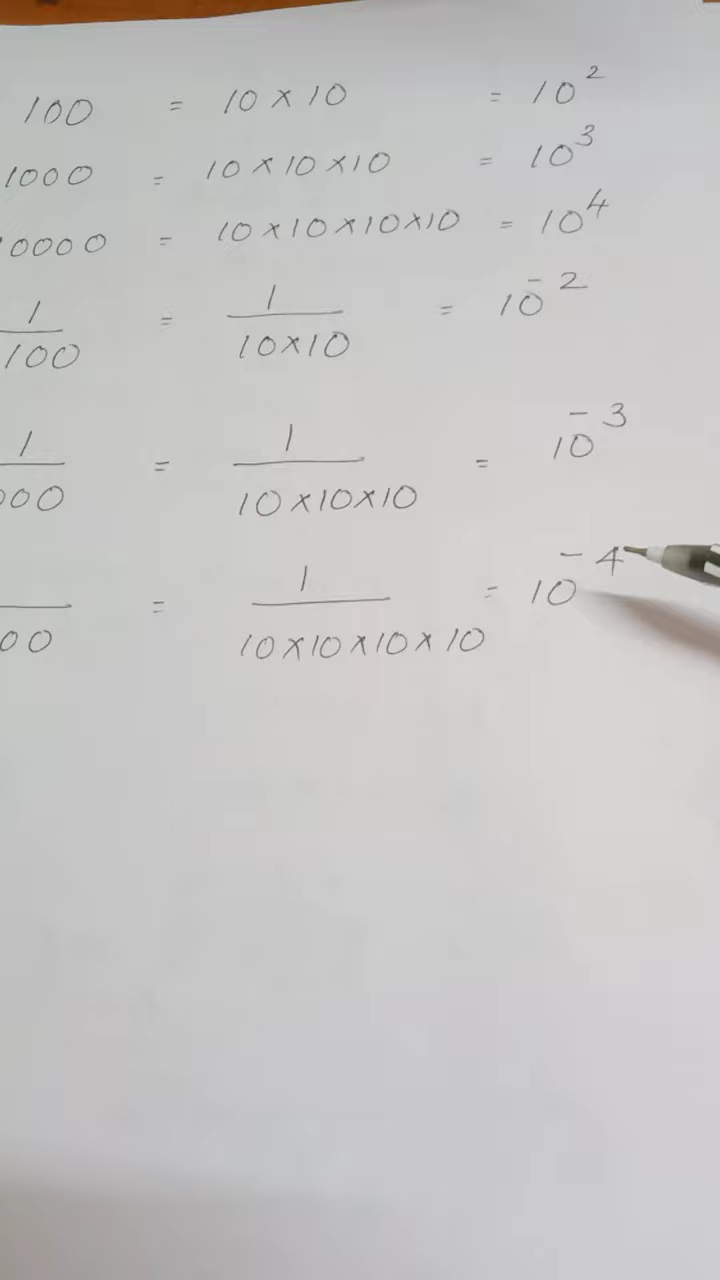 100 = 10 × 10 = 10²
1000 = 10 × 10 × 10 = 10³
0000 = 10 × 10 × 10 × 10 = 10⁴
1/100 = 1/(10 × 10) = 10⁻²
1/000 = 1/(10 × 10 × 10) = 10⁻³
/00 = 1/(10 × 10 × 10 × 10) = 10⁻⁴